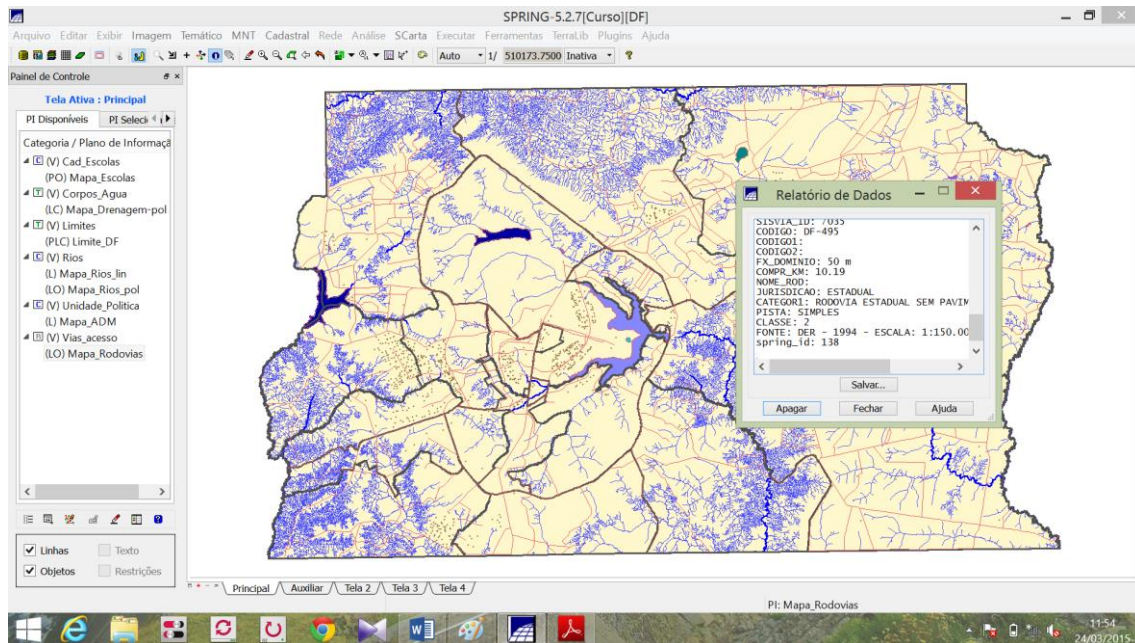 SPRING-5.2.7[Curso][DF]
Arquivo Editar Exibir Imagem Temático MNT Cadastral Rede Análise SCarta Executar Ferramentas TerraLib Plugins Ajuda
Auto 1/ 510173.7500 Inativa
Painel de Controle
Tela Ativa : Principal
PI Disponíveis PI Seleci
Categoria / Plano de Informaçã
(V) Cad_Escolas
(PO) Mapa_Escolas
(V) Corpos_Agua
(LC) Mapa_Drenagem-pol
(V) Limites
(PLC) Limite_DF
(V) Rios
(L) Mapa_Rios_lin
(LO) Mapa_Rios_pol
(V) Unidade_Politica
(L) Mapa_ADM
(V) Vias_acesso
(LO) Mapa_Rodovias
Linhas Texto
Objetos Restrições
Relatório de Dados
SISVIA_ID: 7035
CODIGO: DF-495
CODIGO1:
CODIGO2:
FX_DOMINIO: 50 m
COMPR_KM: 10.19
NOME_ROD:
JURISDICAO: ESTADUAL
CATEGOR1: RODOVIA ESTADUAL SEM PAVIM
PISTA: SIMPLES
CLASSE: 2
FONTE: DER - 1994 - ESCALA: 1:150.00
spring_id: 138
Salvar...
Apagar Fechar Ajuda
Principal Auxiliar Tela 2 Tela 3 Tela 4
PI: Mapa_Rodovias
11:54
24/03/2015